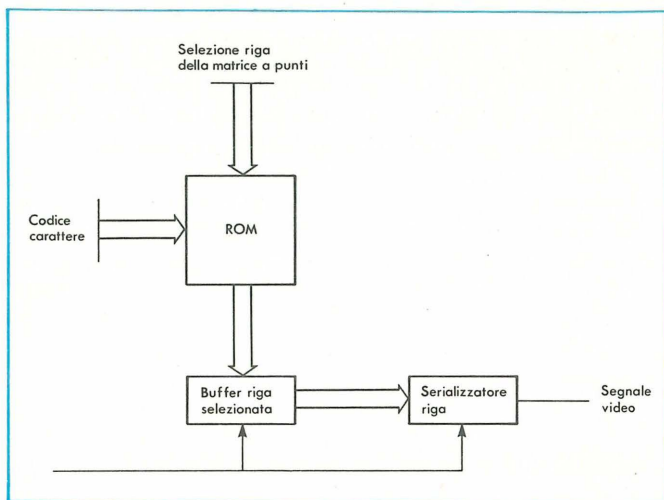 Selezione riga
della matrice a punti
Codice
carattere
ROM
Buffer riga
selezionata
Serializzatore
riga
Segnale
video